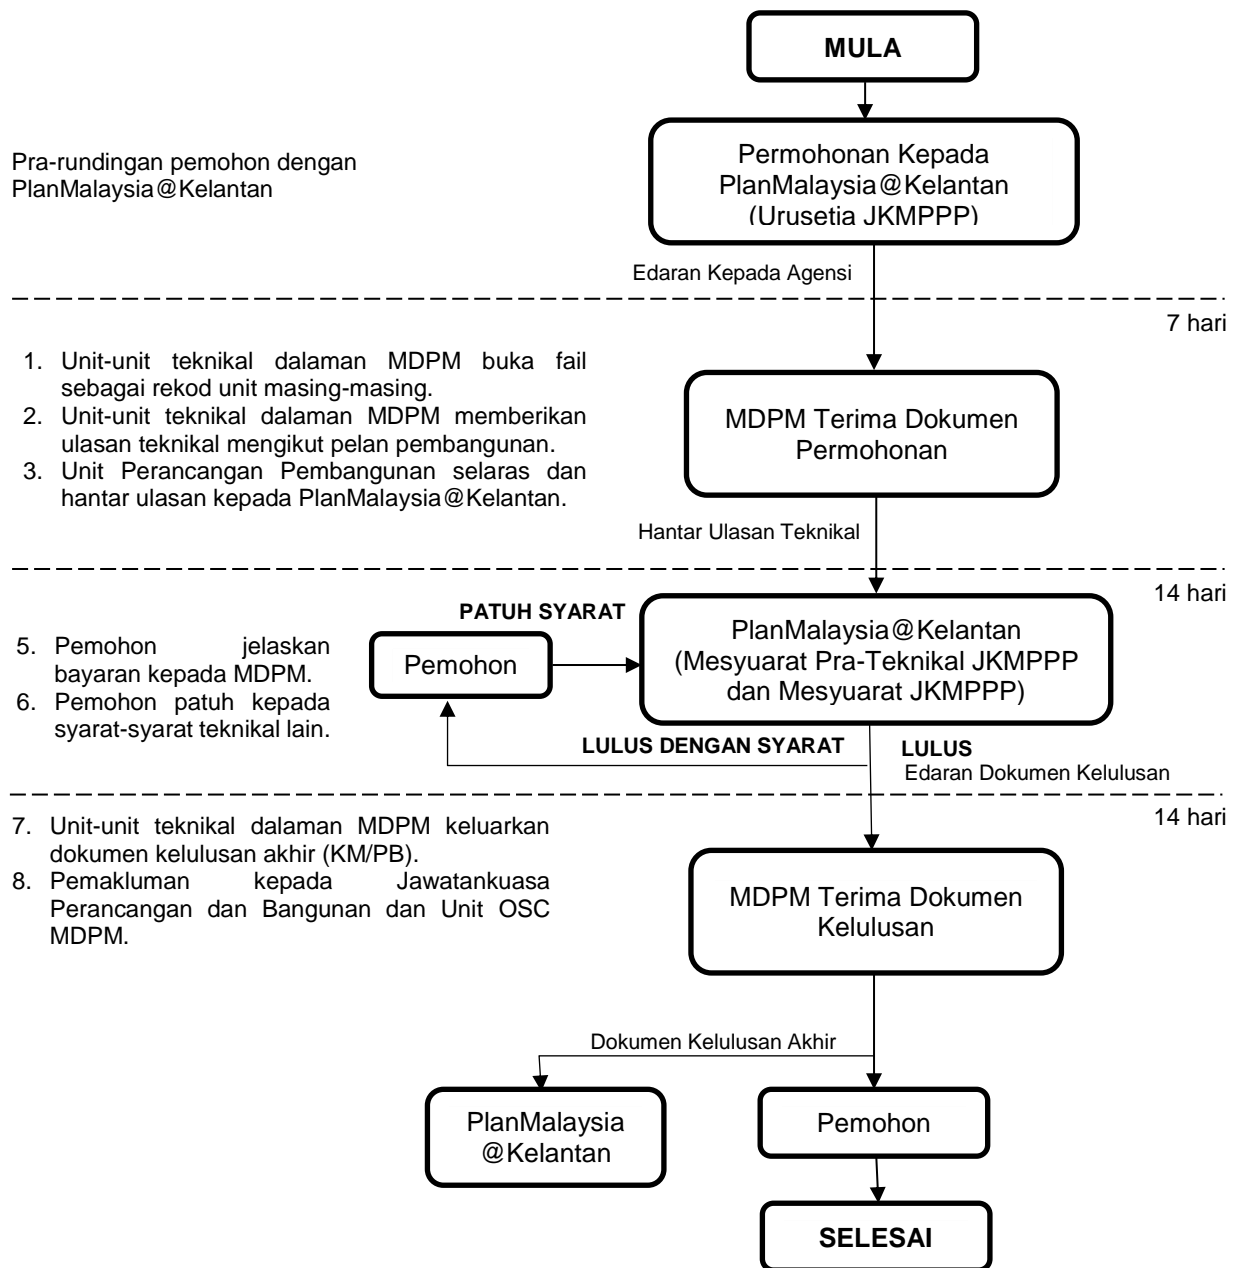 MULA
Pra-rundingan pemohon dengan
PlanMalaysia@Kelantan
Permohonan Kepada
PlanMalaysia@Kelantan
(Urusetia JKMPPP)
Edaran Kepada Agensi
7 hari
1. Unit-unit teknikal dalaman MDPM buka fail
sebagai rekod unit masing-masing.
2. Unit-unit teknikal dalaman MDPM memberikan
ulasan teknikal mengikut pelan pembangunan.
3. Unit Perancangan Pembangunan selaras dan
hantar ulasan kepada PlanMalaysia@Kelantan.
MDPM Terima Dokumen
Permohonan
Hantar Ulasan Teknikal
14 hari
PATUH SYARAT
5. Pemohon jelaskan
bayaran kepada MDPM.
6. Pemohon patuh kepada
syarat-syarat teknikal lain.
Pemohon
PlanMalaysia@Kelantan
(Mesyuarat Pra-Teknikal JKMPPP
dan Mesyuarat JKMPPP)
LULUS DENGAN SYARAT
LULUS
Edaran Dokumen Kelulusan
14 hari
7. Unit-unit teknikal dalaman MDPM keluarkan
dokumen kelulusan akhir (KM/PB).
8. Pemakluman kepada Jawatankuasa
Perancangan dan Bangunan dan Unit OSC
MDPM.
MDPM Terima Dokumen
Kelulusan
Dokumen Kelulusan Akhir
PlanMalaysia
@Kelantan
Pemohon
SELESAI